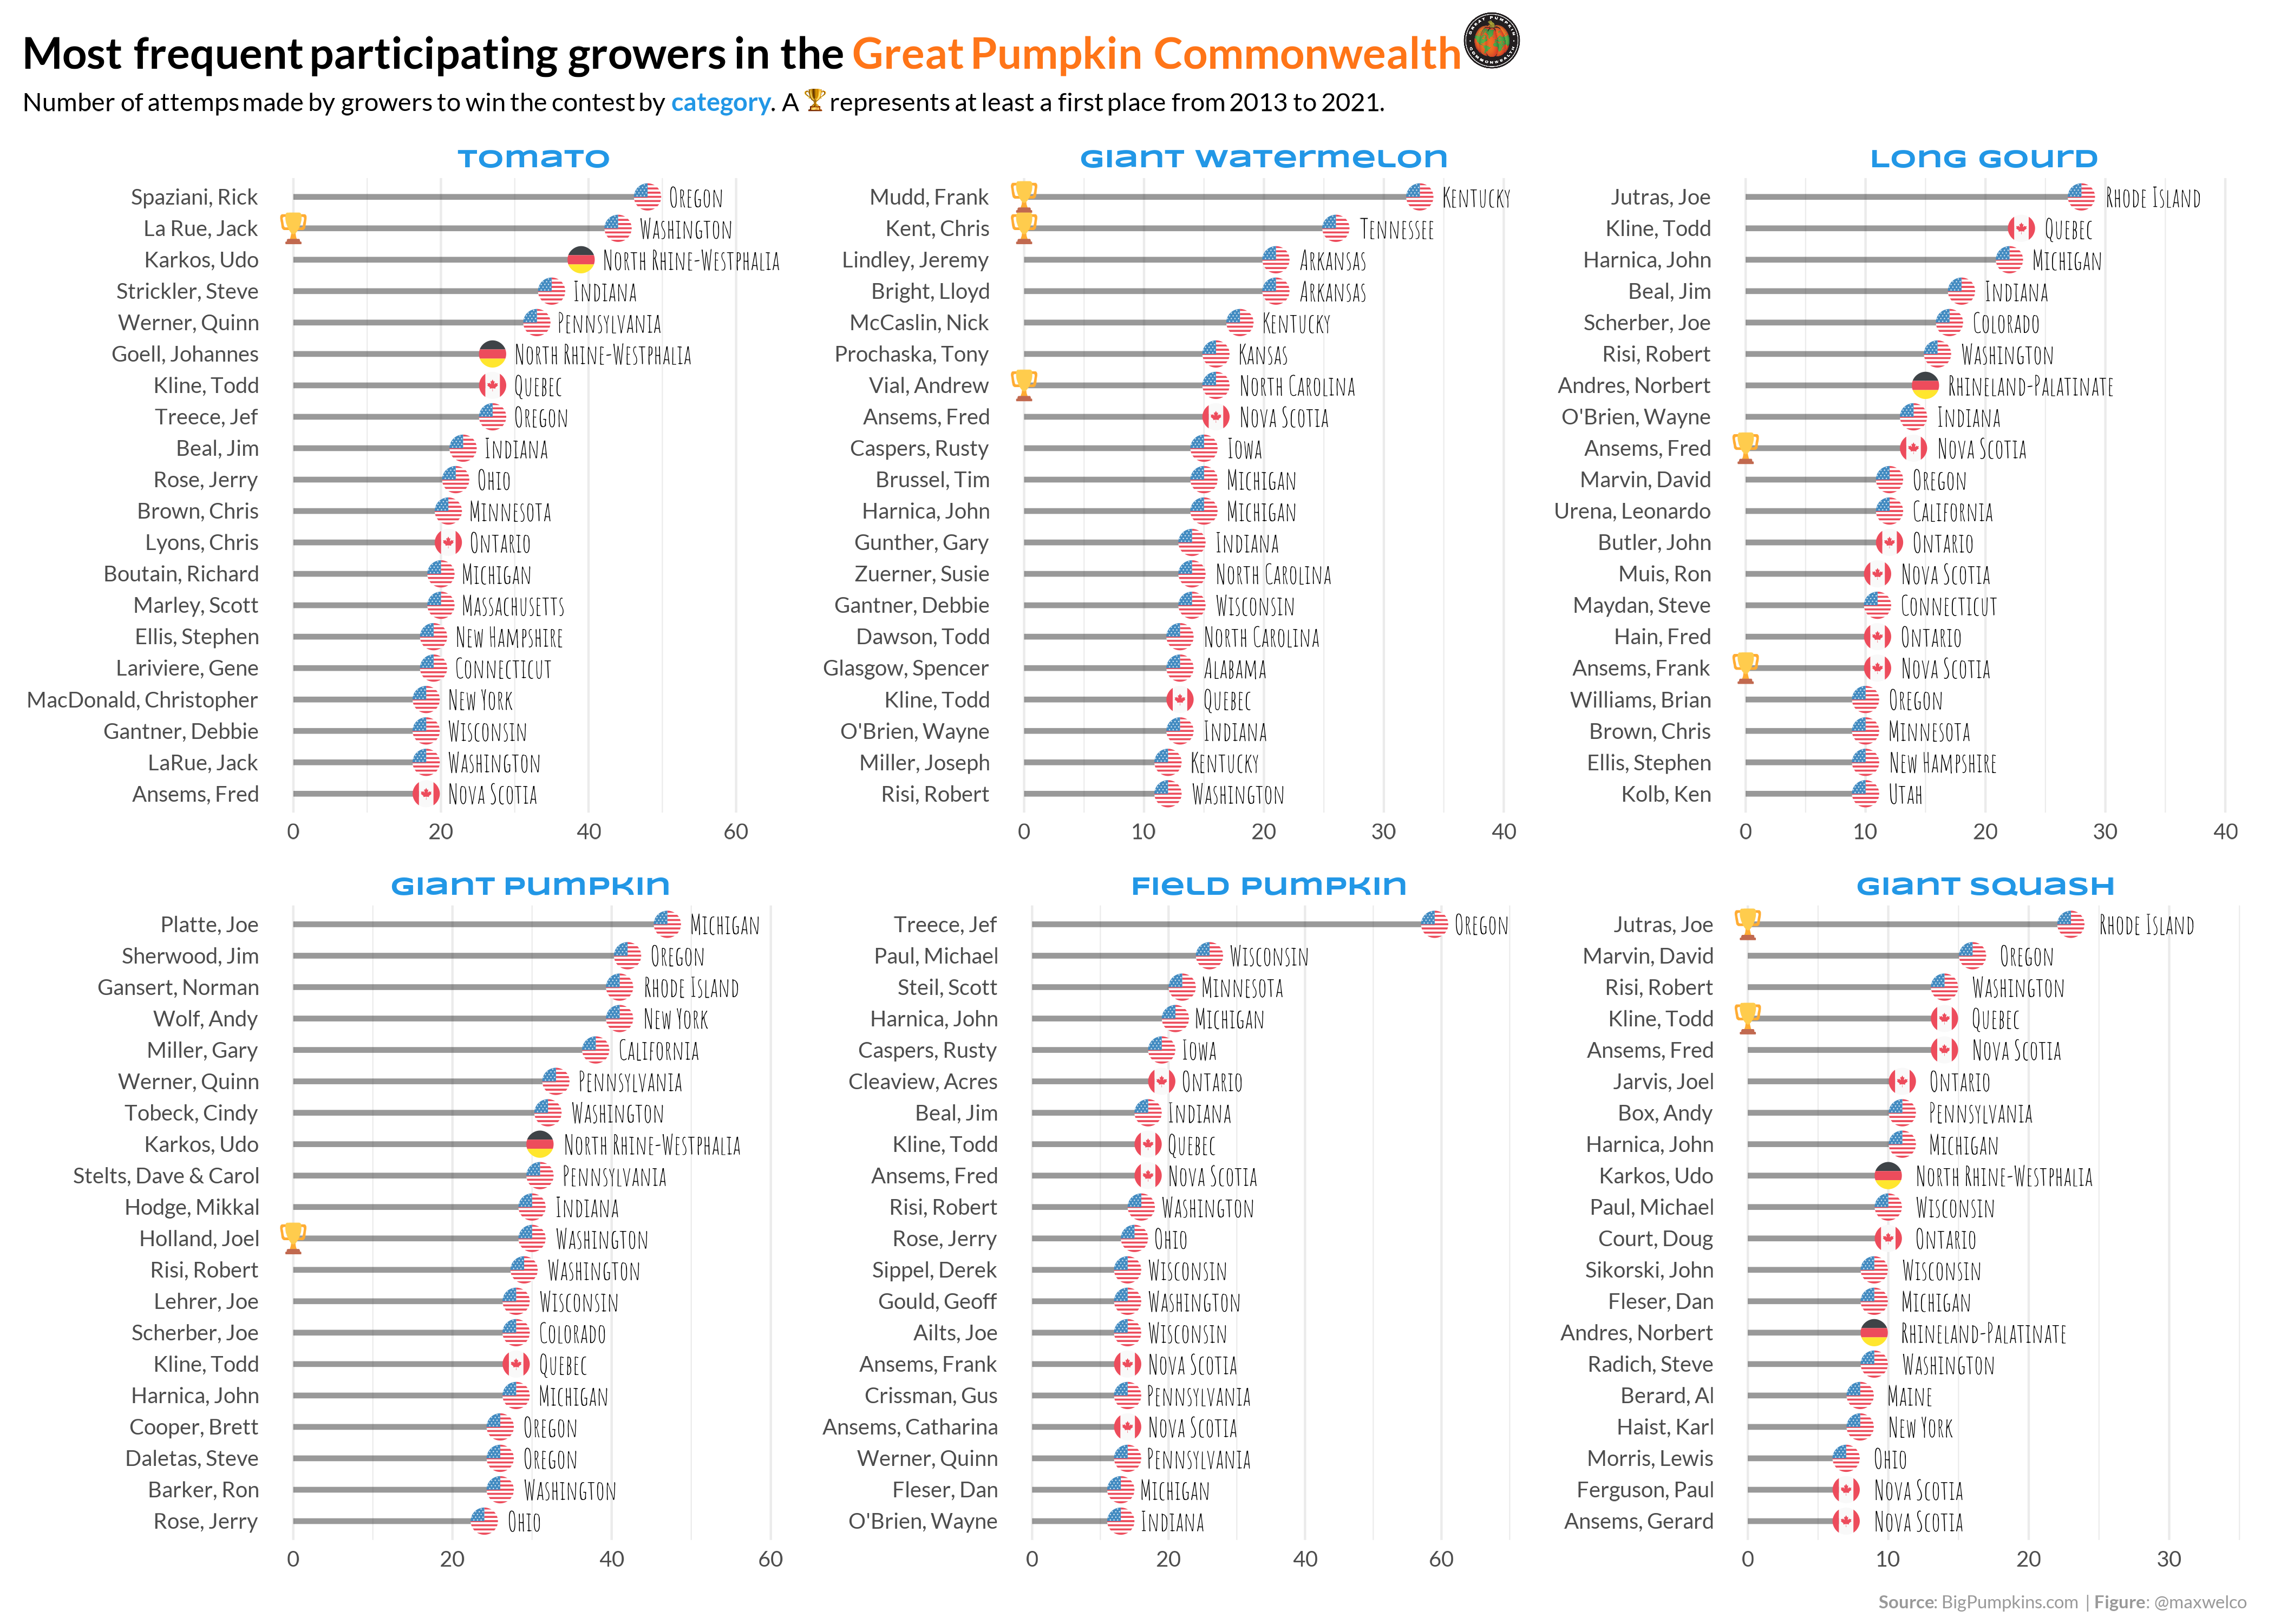 Most frequent participating growers in the Great Pumpkin Commonwealth
GREAT PUMPKIN COMMONWEALTH
Number of attemps made by growers to win the contest by category. A represents at least a first place from 2013 to 2021.
Tomato
Spaziani, Rick Oregon
La Rue, Jack Washington
Karkos, Udo North Rhine-Westphalia
Strickler, Steve Indiana
Werner, Quinn Pennsylvania
Goell, Johannes North Rhine-Westphalia
Kline, Todd Quebec
Treece, Jef Oregon
Beal, Jim Indiana
Rose, Jerry Ohio
Brown, Chris Minnesota
Lyons, Chris Ontario
Boutain, Richard Michigan
Marley, Scott Massachusetts
Ellis, Stephen New Hampshire
Lariviere, Gene Connecticut
MacDonald, Christopher New York
Gantner, Debbie Wisconsin
LaRue, Jack Washington
Ansems, Fred Nova Scotia
0 20 40 60
Giant Watermelon
Mudd, Frank Kentucky
Kent, Chris Tennessee
Lindley, Jeremy Arkansas
Bright, Lloyd Arkansas
McCaslin, Nick Kentucky
Prochaska, Tony Kansas
Vial, Andrew North Carolina
Ansems, Fred Nova Scotia
Caspers, Rusty Iowa
Brussel, Tim Michigan
Harnica, John Michigan
Gunther, Gary Indiana
Zuerner, Susie North Carolina
Gantner, Debbie Wisconsin
Dawson, Todd North Carolina
Glasgow, Spencer Alabama
Kline, Todd Quebec
O'Brien, Wayne Indiana
Miller, Joseph Kentucky
Risi, Robert Washington
0 10 20 30 40
Long Gourd
Jutras, Joe Rhode Island
Kline, Todd Quebec
Harnica, John Michigan
Beal, Jim Indiana
Scherber, Joe Colorado
Risi, Robert Washington
Andres, Norbert Rhineland-Palatinate
O'Brien, Wayne Indiana
Ansems, Fred Nova Scotia
Marvin, David Oregon
Urena, Leonardo California
Butler, John Ontario
Muis, Ron Nova Scotia
Maydan, Steve Connecticut
Hain, Fred Ontario
Ansems, Frank Nova Scotia
Williams, Brian Oregon
Brown, Chris Minnesota
Ellis, Stephen New Hampshire
Kolb, Ken Utah
0 10 20 30 40
Giant Pumpkin
Platte, Joe Michigan
Sherwood, Jim Oregon
Gansert, Norman Rhode Island
Wolf, Andy New York
Miller, Gary California
Werner, Quinn Pennsylvania
Tobeck, Cindy Washington
Karkos, Udo North Rhine-Westphalia
Stelts, Dave & Carol Pennsylvania
Hodge, Mikkal Indiana
Holland, Joel Washington
Risi, Robert Washington
Lehrer, Joe Wisconsin
Scherber, Joe Colorado
Kline, Todd Quebec
Harnica, John Michigan
Cooper, Brett Oregon
Daletas, Steve Oregon
Barker, Ron Washington
Rose, Jerry Ohio
0 20 40 60
Field Pumpkin
Treece, Jef Oregon
Paul, Michael Wisconsin
Steil, Scott Minnesota
Harnica, John Michigan
Caspers, Rusty Iowa
Cleaview, Acres Ontario
Beal, Jim Indiana
Kline, Todd Quebec
Ansems, Fred Nova Scotia
Risi, Robert Washington
Rose, Jerry Ohio
Sippel, Derek Wisconsin
Gould, Geoff Washington
Ailts, Joe Wisconsin
Ansems, Frank Nova Scotia
Crissman, Gus Pennsylvania
Ansems, Catharina Nova Scotia
Werner, Quinn Pennsylvania
Fleser, Dan Michigan
O'Brien, Wayne Indiana
0 20 40 60
Giant Squash
Jutras, Joe Rhode Island
Marvin, David Oregon
Risi, Robert Washington
Kline, Todd Quebec
Ansems, Fred Nova Scotia
Jarvis, Joel Ontario
Box, Andy Pennsylvania
Harnica, John Michigan
Karkos, Udo North Rhine-Westphalia
Paul, Michael Wisconsin
Court, Doug Ontario
Sikorski, John Wisconsin
Fleser, Dan Michigan
Andres, Norbert Rhineland-Palatinate
Radich, Steve Washington
Berard, Al Maine
Haist, Karl New York
Morris, Lewis Ohio
Ferguson, Paul Nova Scotia
Ansems, Gerard Nova Scotia
0 10 20 30
Source: BigPumpkins.com | Figure: @maxwelco